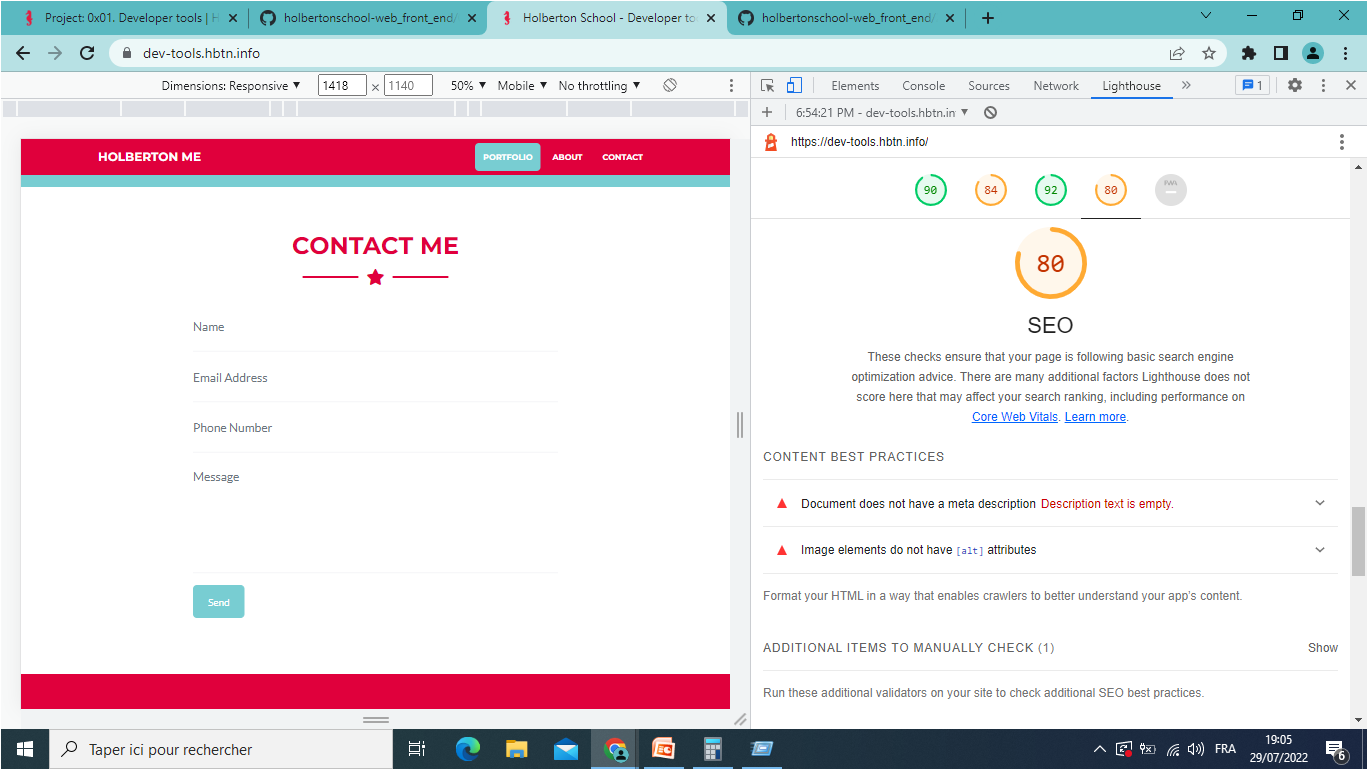 Project: 0x01. Developer tools | H
holbertonschool-web_front_end/
Holberton School - Developer to
holbertonschool-web_front_end/
dev-tools.hbtn.info
Dimensions: Responsive ▼ 1418 × 1140 50% ▼ Mobile ▼ No throttling ▼
Elements Console Sources Network Lighthouse » 1
6:54:21 PM - dev-tools.hbtn.in ▼
https://dev-tools.hbtn.info/
HOLBERTON ME
PORTFOLIO ABOUT CONTACT
CONTACT ME
Name
Email Address
Phone Number
Message
Send
90 84 92 80 PWA
80
SEO
These checks ensure that your page is following basic search engine
optimization advice. There are many additional factors Lighthouse does not
score here that may affect your search ranking, including performance on
Core Web Vitals. Learn more.
CONTENT BEST PRACTICES
Document does not have a meta description Description text is empty.
Image elements do not have [alt] attributes
Format your HTML in a way that enables crawlers to better understand your app's content.
ADDITIONAL ITEMS TO MANUALLY CHECK (1) Show
Run these additional validators on your site to check additional SEO best practices.
Taper ici pour rechercher
FRA
19:05
29/07/2022
6